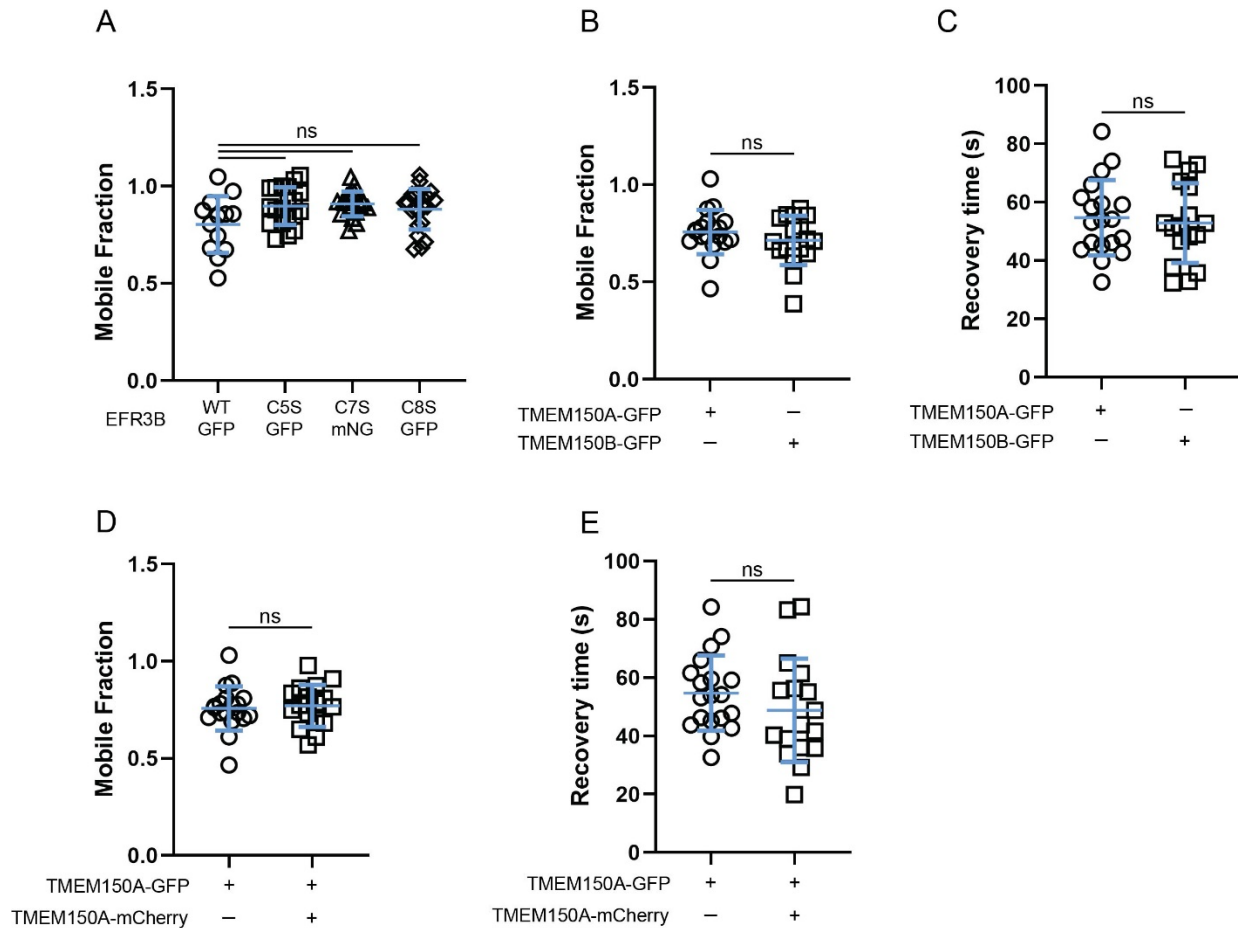 A
Mobile Fraction
1.5
1.0
0.5
0.0
ns
EFR3B
WT GFP
C5S GFP
C7S mNG
C8S GFP
B
Mobile Fraction
1.5
1.0
0.5
0.0
ns
TMEM150A-GFP + –
TMEM150B-GFP – +
C
Recovery time (s)
100
80
60
40
20
0
ns
TMEM150A-GFP + –
TMEM150B-GFP – +
D
Mobile Fraction
1.5
1.0
0.5
0.0
ns
TMEM150A-GFP + +
TMEM150A-mCherry – +
E
Recovery time (s)
100
80
60
40
20
0
ns
TMEM150A-GFP + +
TMEM150A-mCherry – +